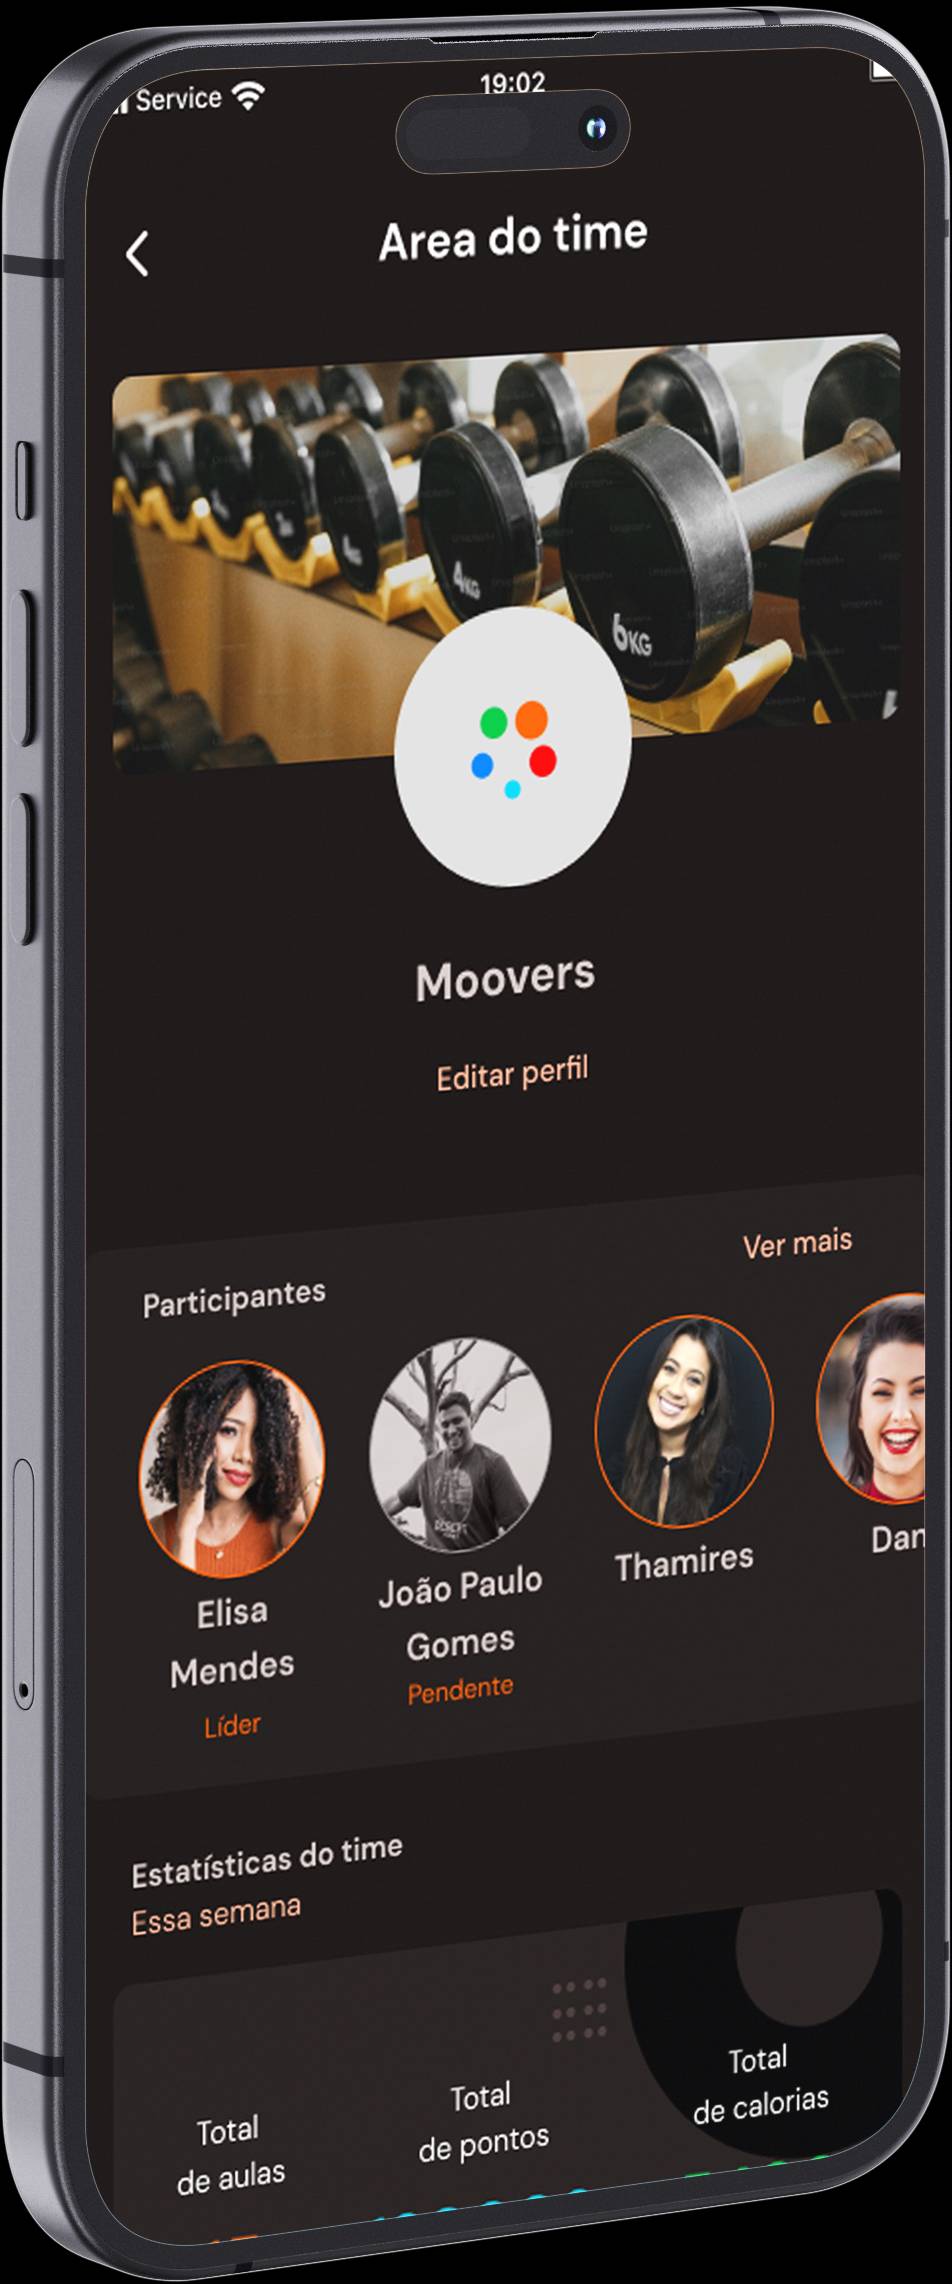 Service
19:02
Area do time
4KG
6KG
Moovers
Editar perfil
Participantes
Ver mais
Elisa
Mendes
Líder
João Paulo
Gomes
Pendente
Thamires
Dan
Estatísticas do time
Essa semana
Total
de aulas
Total
de pontos
Total
de calorias